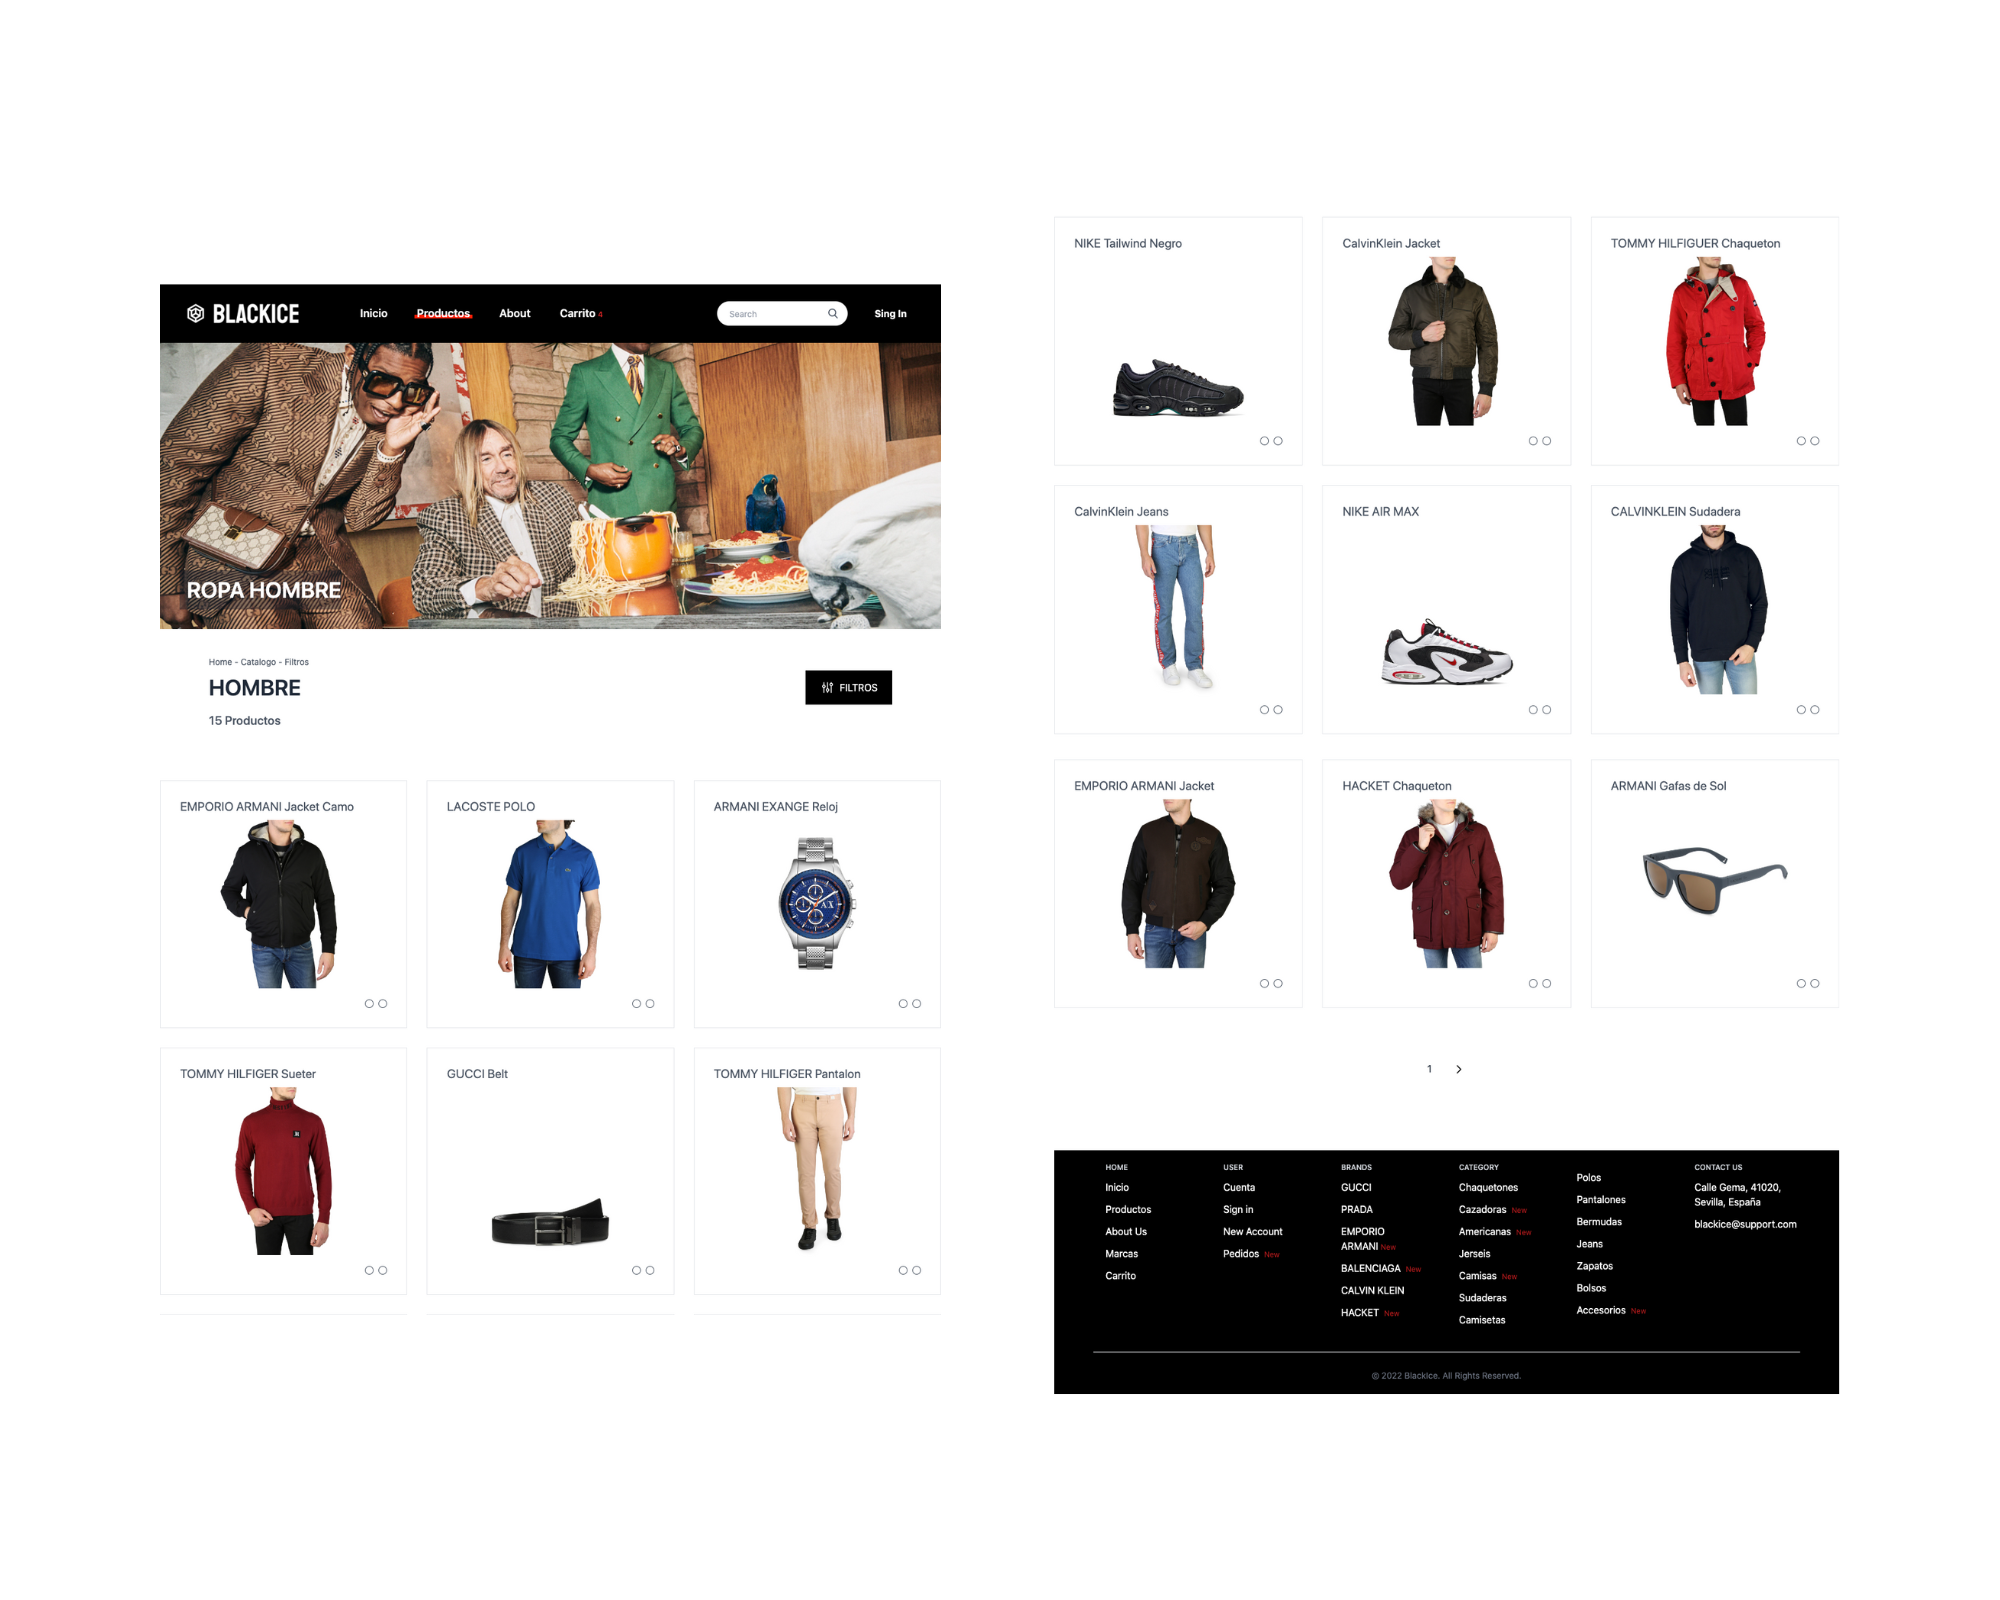 BLACKICE
Inicio
Productos
About
Carrito 4
Search
Sing In
ROPA HOMBRE
Home - Catalogo - Filtros
HOMBRE
15 Productos
FILTROS
EMPORIO ARMANI Jacket Camo
LACOSTE POLO
ARMANI EXANGE Reloj
A|X
TOMMY HILFIGER Sueter
GUCCI Belt
TOMMY HILFIGER Pantalon
NIKE Tailwind Negro
CalvinKlein Jacket
TOMMY HILFIGUER Chaqueton
CalvinKlein Jeans
NIKE AIR MAX
CALVINKLEIN Sudadera
EMPORIO ARMANI Jacket
HACKET Chaqueton
ARMANI Gafas de Sol
1
HOME
Inicio
Productos
About Us
Marcas
Carrito
USER
Cuenta
Sign in
New Account
Pedidos New
BRANDS
GUCCI
PRADA
EMPORIO
ARMANI New
BALENCIAGA New
CALVIN KLEIN
HACKET New
CATEGORY
Chaquetones
Cazadoras New
Americanas New
Jerseis
Camisas New
Sudaderas
Camisetas
Polos
Pantalones
Bermudas
Jeans
Zapatos
Bolsos
Accesorios New
CONTACT US
Calle Gema, 41020,
Sevilla, España
blackice@support.com
© 2022 Blackice. All Rights Reserved.